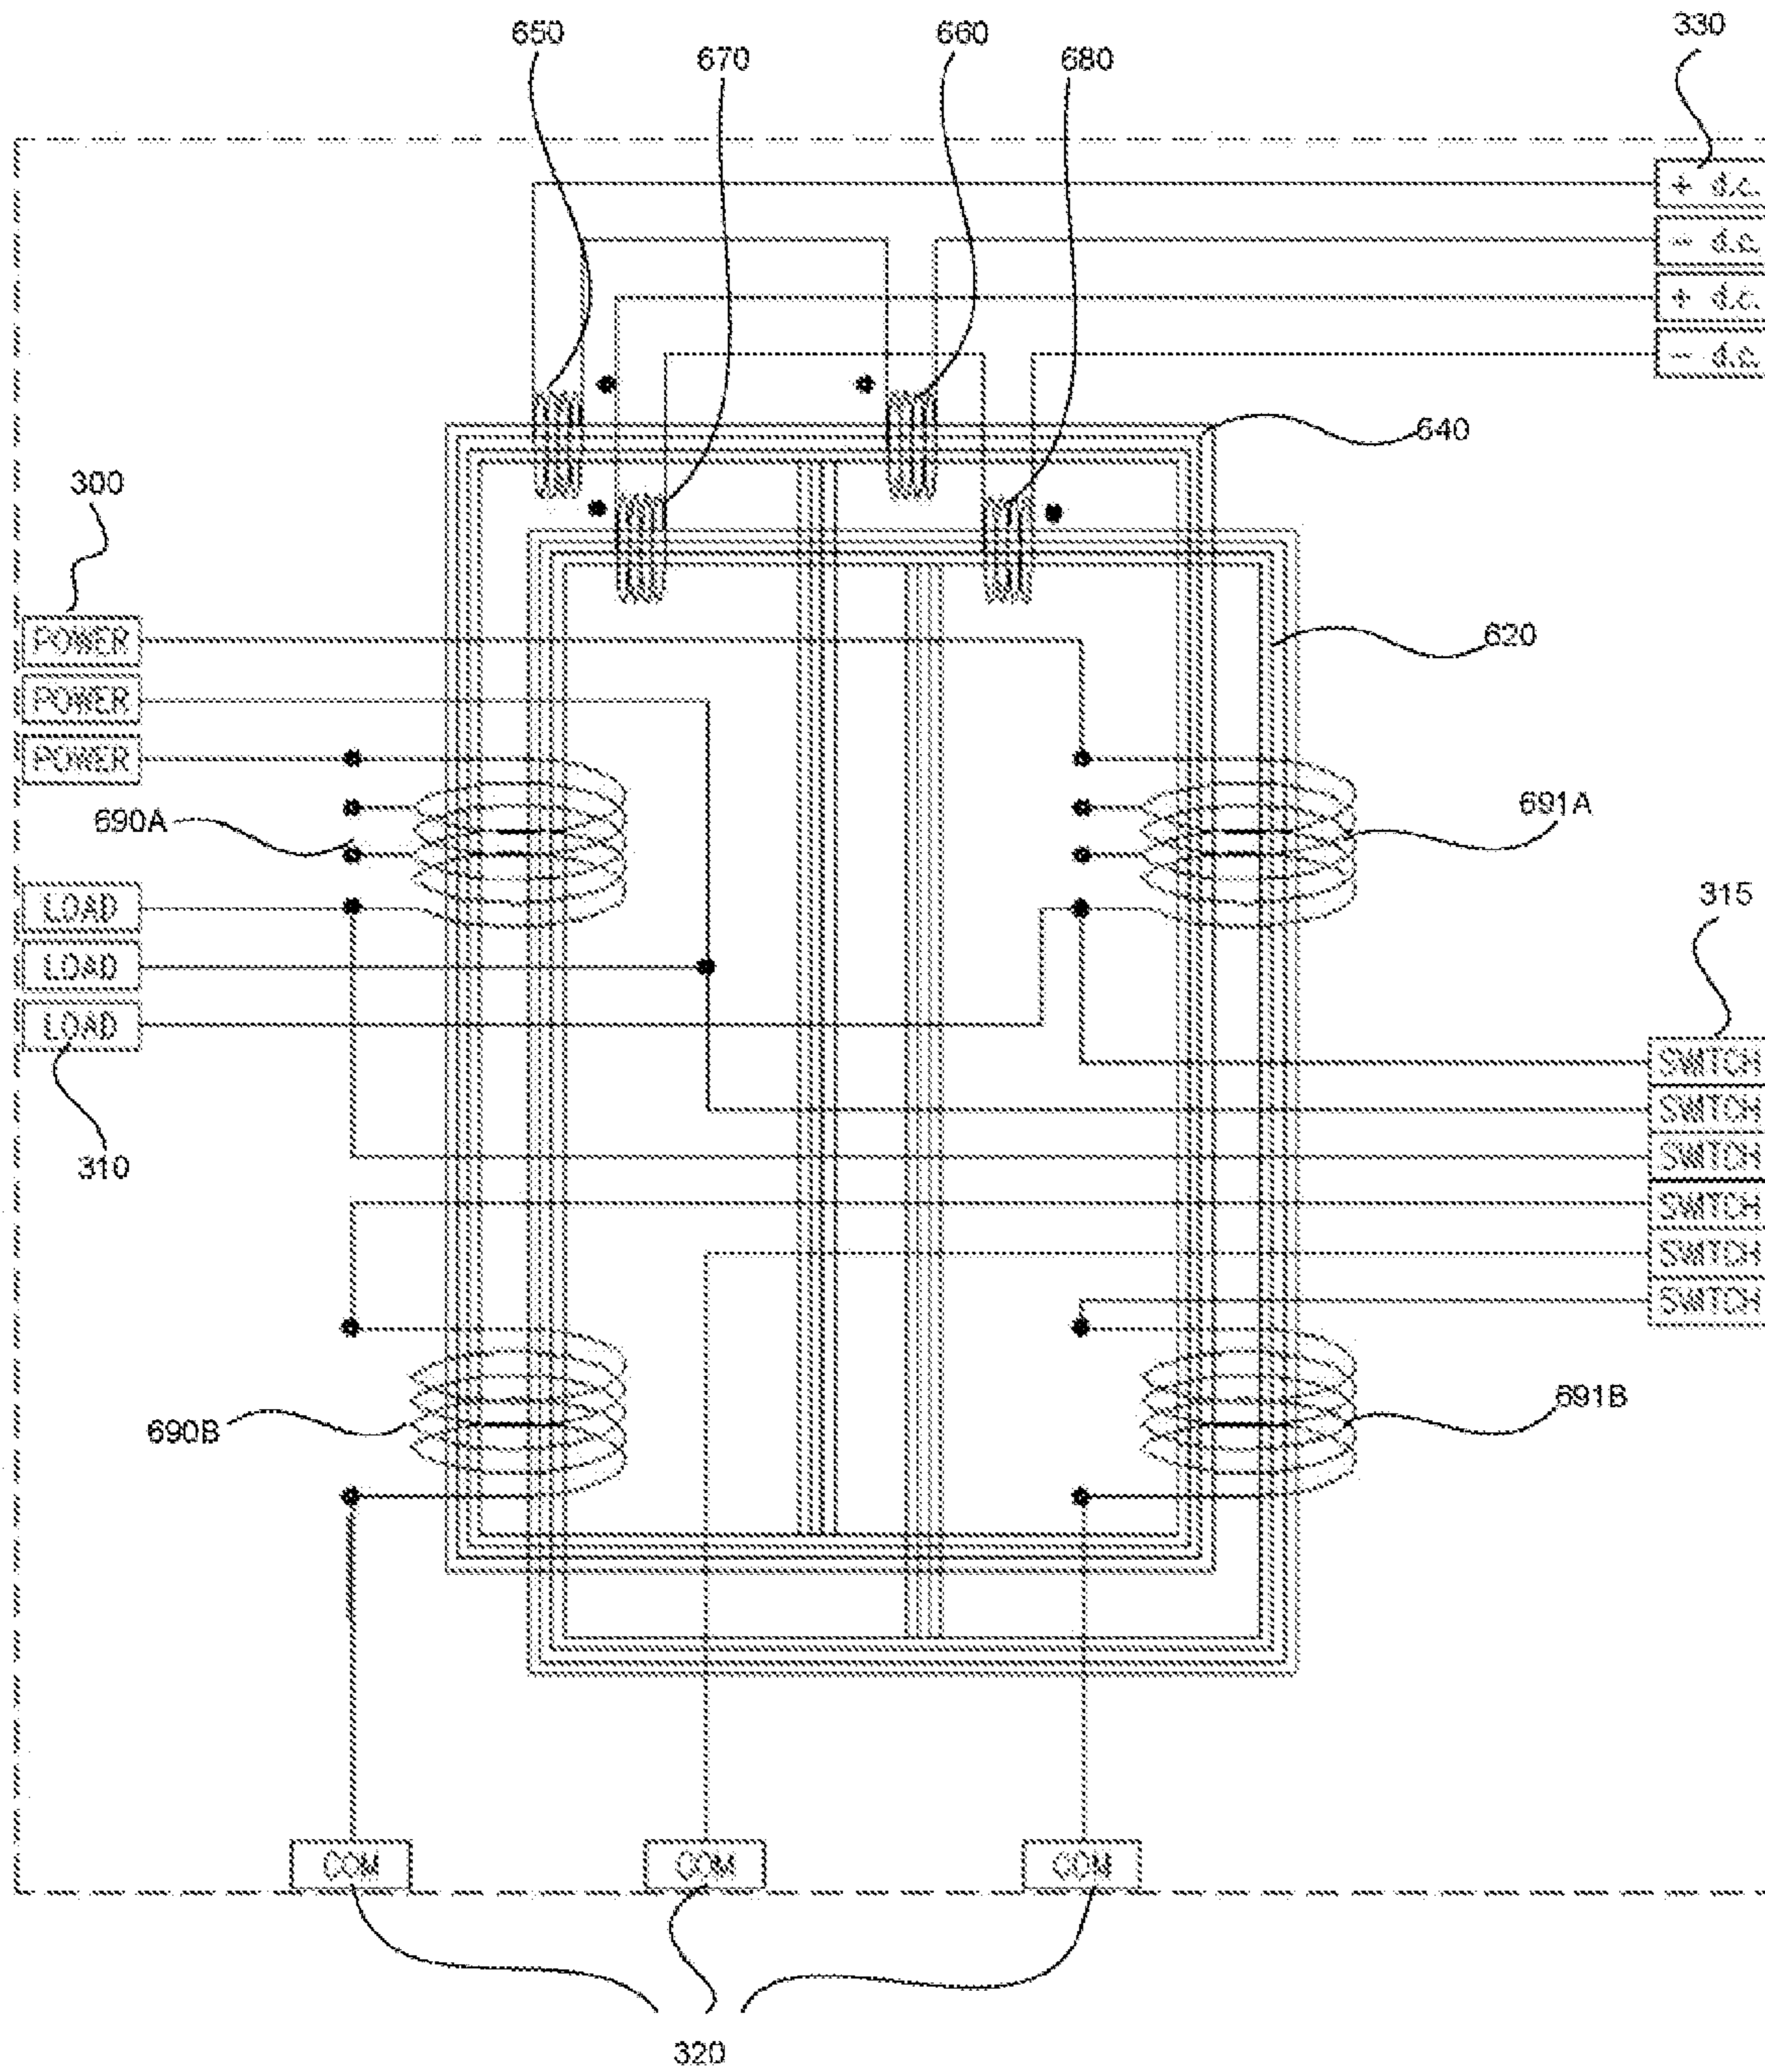 650
670
660
680
330
+ d.c.
- d.c.
+ d.c.
- d.c.
640
300
POWER
POWER
POWER
620
690A
691A
LOAD
LOAD
LOAD
315
310
SWITCH
SWITCH
SWITCH
SWITCH
SWITCH
SWITCH
690B
691B
COM
COM
COM
320